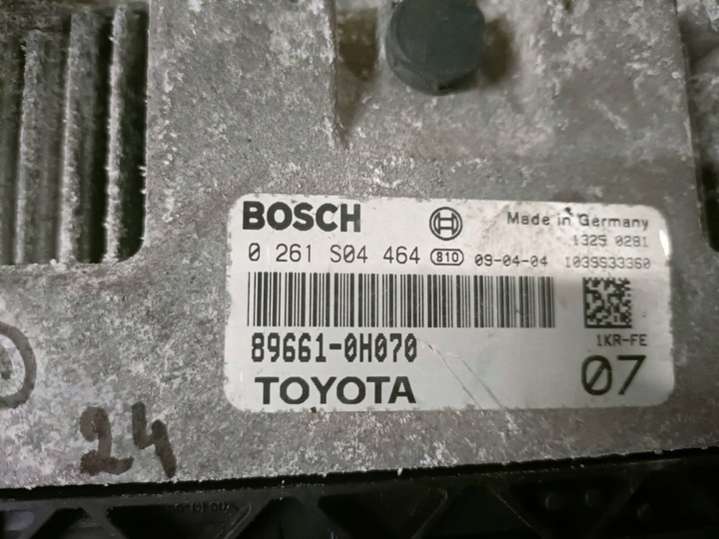 BOSCH
Made in Germany
1325 0281
0 261 S04 464 810 09-04-04 1039S33360
89661-0H070
1KR-FE
TOYOTA
07
24